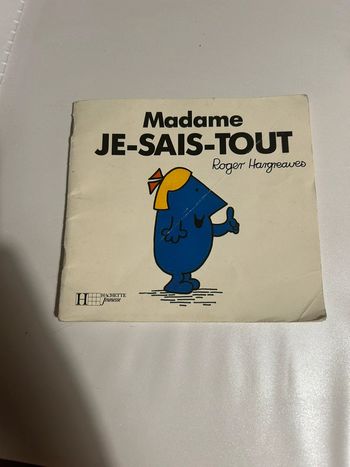 Madame
JE-SAIS-TOUT
Roger Hargreaves
H HACHETTE
Jeunesse